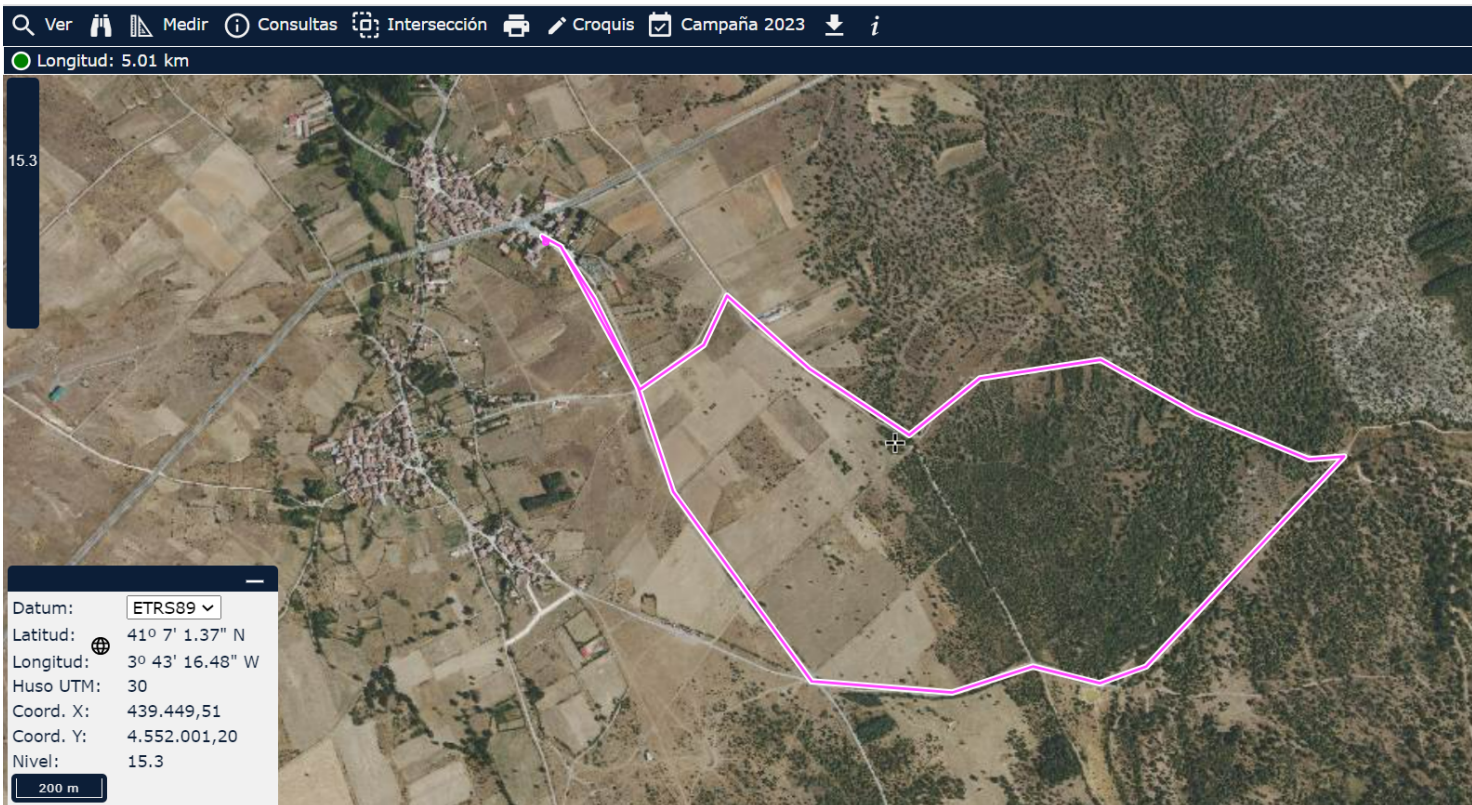 Ver Medir Consultas Intersección Croquis Campaña 2023 i
Longitud: 5.01 km
15.3
Datum: ETRS89
Latitud: 41º 7' 1.37" N
Longitud: 3º 43' 16.48" W
Huso UTM: 30
Coord. X: 439.449,51
Coord. Y: 4.552.001,20
Nivel: 15.3
200 m